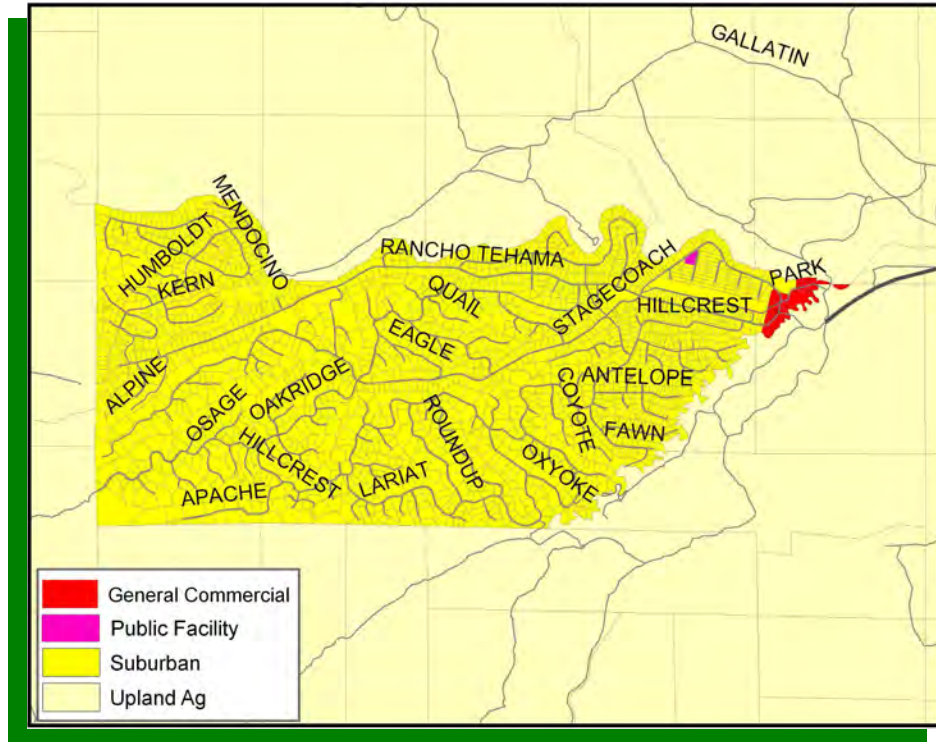 GALLATIN
MENDOCINO
HUMBOLDT
KERN
RANCHO TEHAMA
STAGECOACH
PARK
QUAIL
HILLCREST
EAGLE
ALPINE
OSAGE
OAKRIDGE
ANTELOPE
COYOTE
FAWN
ROUNDUP
OXYOKE
HILLCREST
LARIAT
APACHE
General Commercial
Public Facility
Suburban
Upland Ag